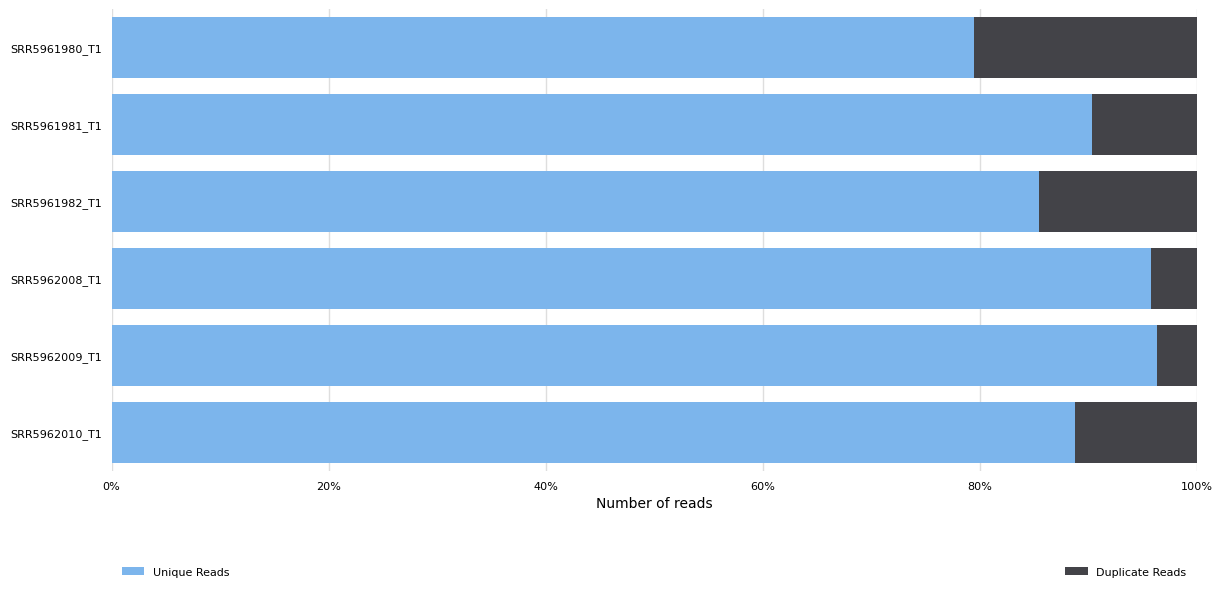 SRR5961980_T1
SRR5961981_T1
SRR5961982_T1
SRR5962008_T1
SRR5962009_T1
SRR5962010_T1
0% 20% 40% 60% 80% 100%
Number of reads
Unique Reads Duplicate Reads